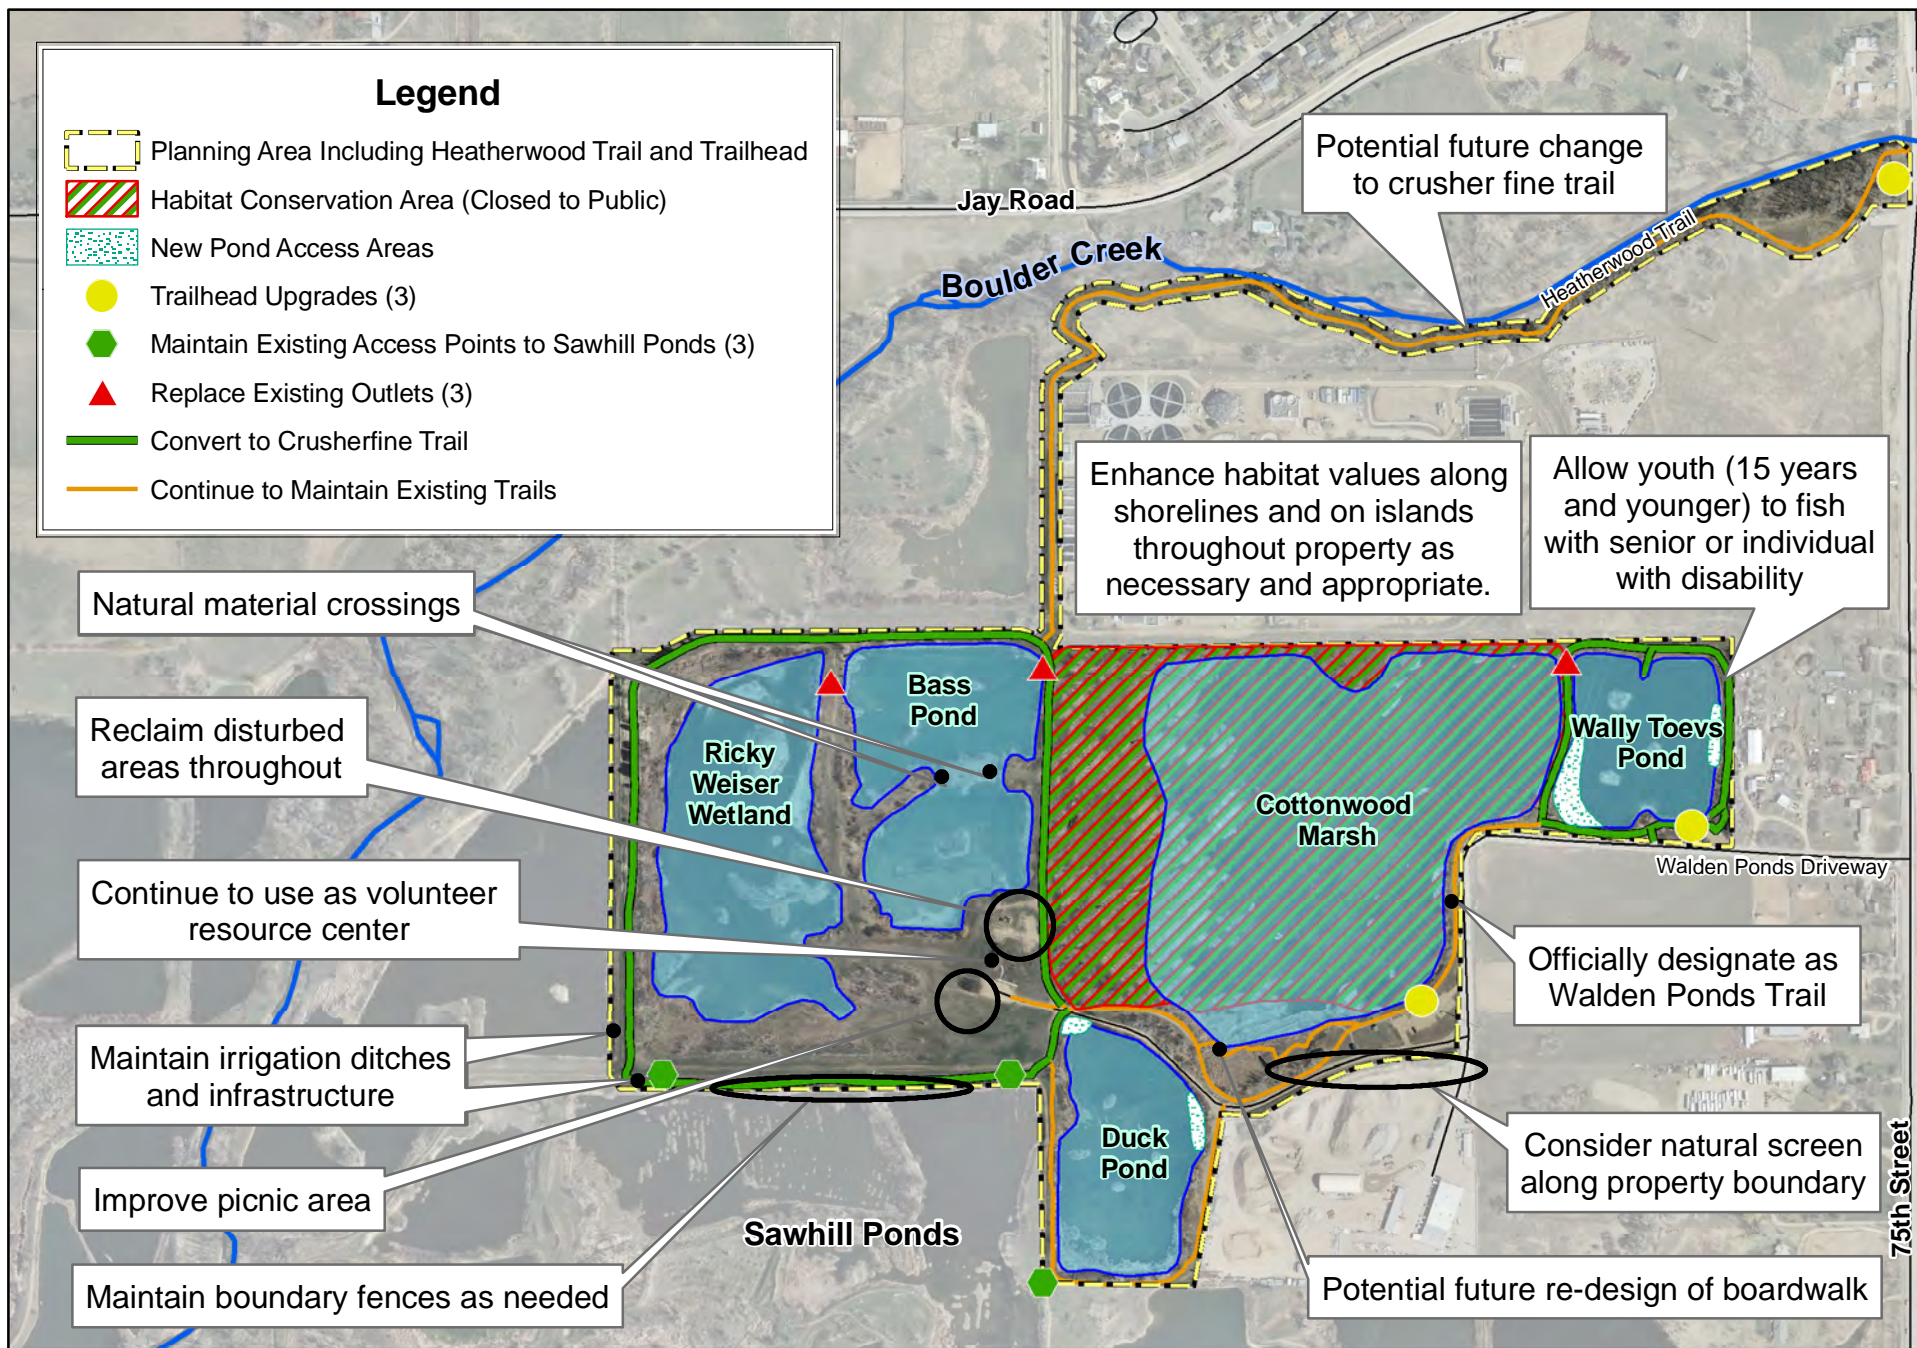 Legend
Planning Area Including Heatherwood Trail and Trailhead
Habitat Conservation Area (Closed to Public)
New Pond Access Areas
Trailhead Upgrades (3)
Maintain Existing Access Points to Sawhill Ponds (3)
Replace Existing Outlets (3)
Convert to Crusherfine Trail
Continue to Maintain Existing Trails
Potential future change
to crusher fine trail
Jay Road
Boulder Creek
Heatherwood Trail
Enhance habitat values along
shorelines and on islands
throughout property as
necessary and appropriate.
Allow youth (15 years
and younger) to fish
with senior or individual
with disability
Natural material crossings
Reclaim disturbed
areas throughout
Continue to use as volunteer
resource center
Maintain irrigation ditches
and infrastructure
Improve picnic area
Maintain boundary fences as needed
Bass
Pond
Ricky
Weiser
Wetland
Cottonwood
Marsh
Wally Toevs
Pond
Walden Ponds Driveway
Officially designate as
Walden Ponds Trail
Consider natural screen
along property boundary
Duck
Pond
Sawhill Ponds
Potential future re-design of boardwalk
75th Street